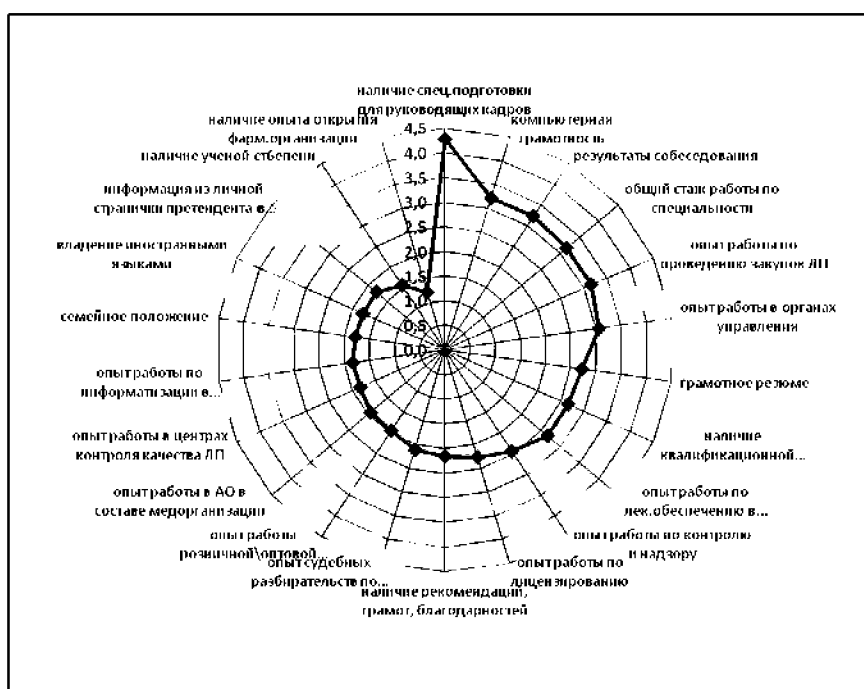 наличие спец.подготовки
для руководящих кадров
компьютерная
грамотность
результаты собеседования
общий стаж работы по
специальности
опыт работы по
проведению закупок ЛП
опыт работы в органах
управления
грамотное резюме
наличие
квалификационной...
опыт работы по
лек.обеспечению в...
опыт работы по контролю
и надзору
опыт работы по
лицензированию
наличие рекомендаций,
грамот, благодарностей
опыт судебных
разбирательств по...
опыт работы
розничной\оптовой...
опыт работы в АО в
составе медорганизации
опыт работы в центрах
контроля качества ЛП
опыт работы по
информатизации в...
семейное положение
владение иностранными
языками
информация из личной
странички претендента в...
наличие ученой стбепени
наличие опыта открытия
фарм.организации
4,5
4,0
3,5
3,0
2,5
2,0
1,5
1,0
0,5
0,0